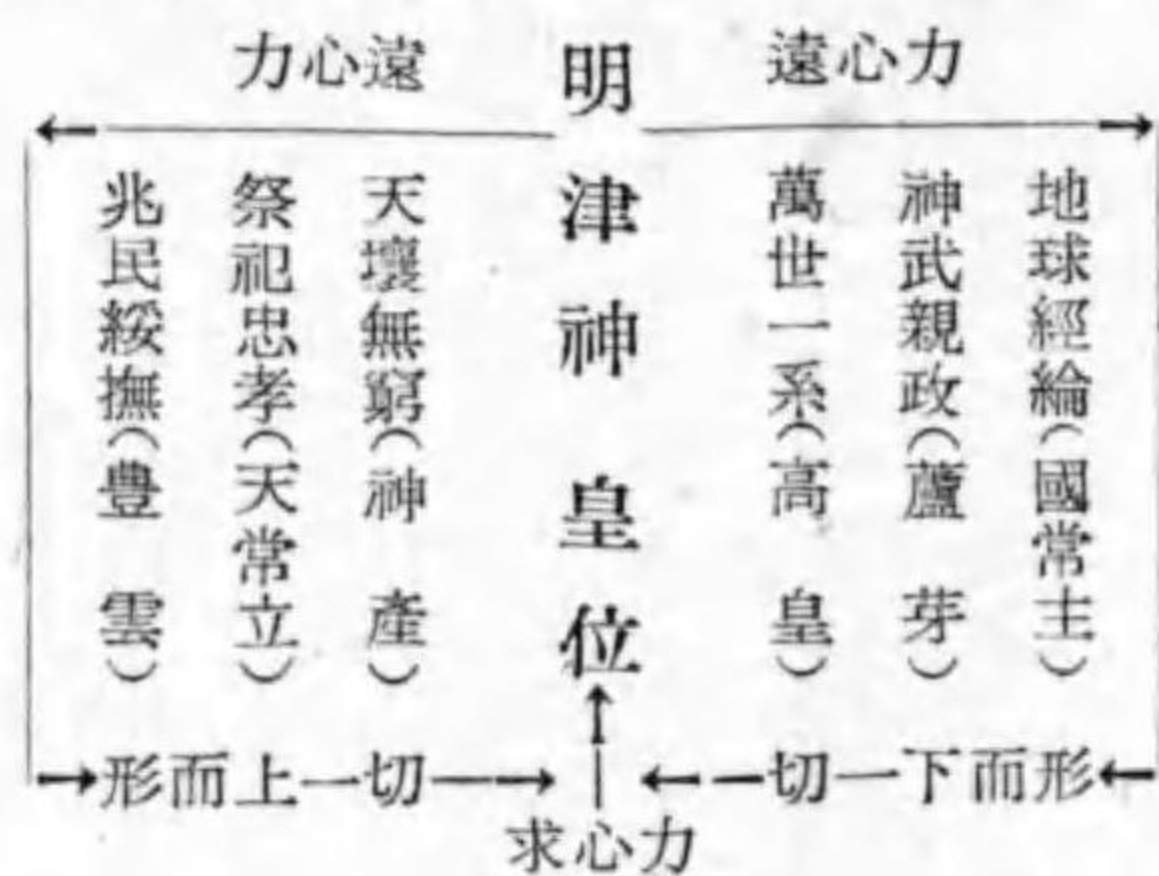 遠心力
明津神皇位
力心遠
地球經綸(國常主)
神武親政(蘆芽)
萬世一系(高皇)
天壤無窮(神產)
祭祀忠孝(天常立)
兆民綏撫(豊雲)
形而上一切
切一下而形
求心力